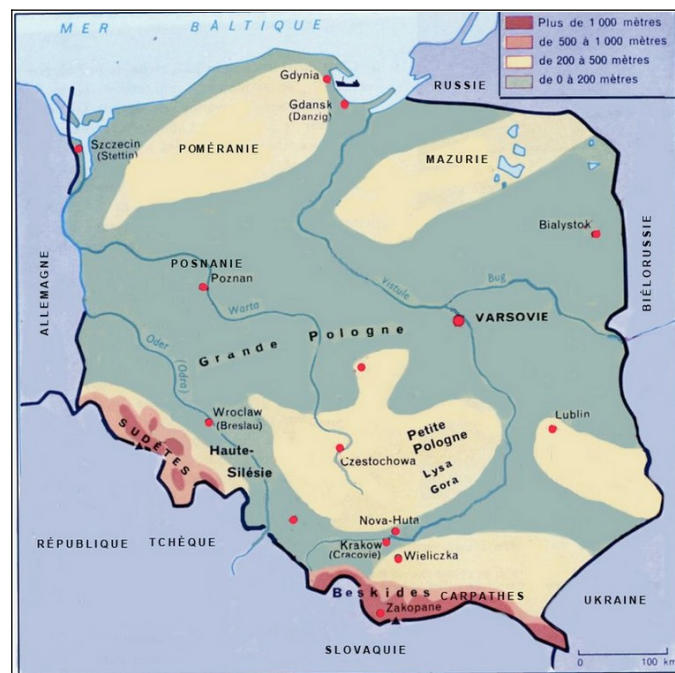 MER BALTIQUE
Plus de 1 000 mètres
de 500 à 1 000 mètres
de 200 à 500 mètres
de 0 à 200 mètres
RUSSIE
Gdynia
Gdansk
(Danzig)
Szczecin
(Stettin)
POMÉRANIE
MAZURIE
Bialystok
BIÉLORUSSIE
ALLEMAGNE
POSNANIE
Poznan
Warta
Vistule
Bug
VARSOVIE
Grande Pologne
Oder
(Odra)
Wroclaw
(Breslau)
SUDÈTES
Haute-
Silésie
Petite
Pologne
Lysa
Gora
Czestochowa
Lublin
Nova-Huta
Krakow
(Cracovie)
Wieliczka
RÉPUBLIQUE TCHÈQUE
Beskides
CARPATHES
Zakopane
UKRAINE
SLOVAQUIE
0 100 km